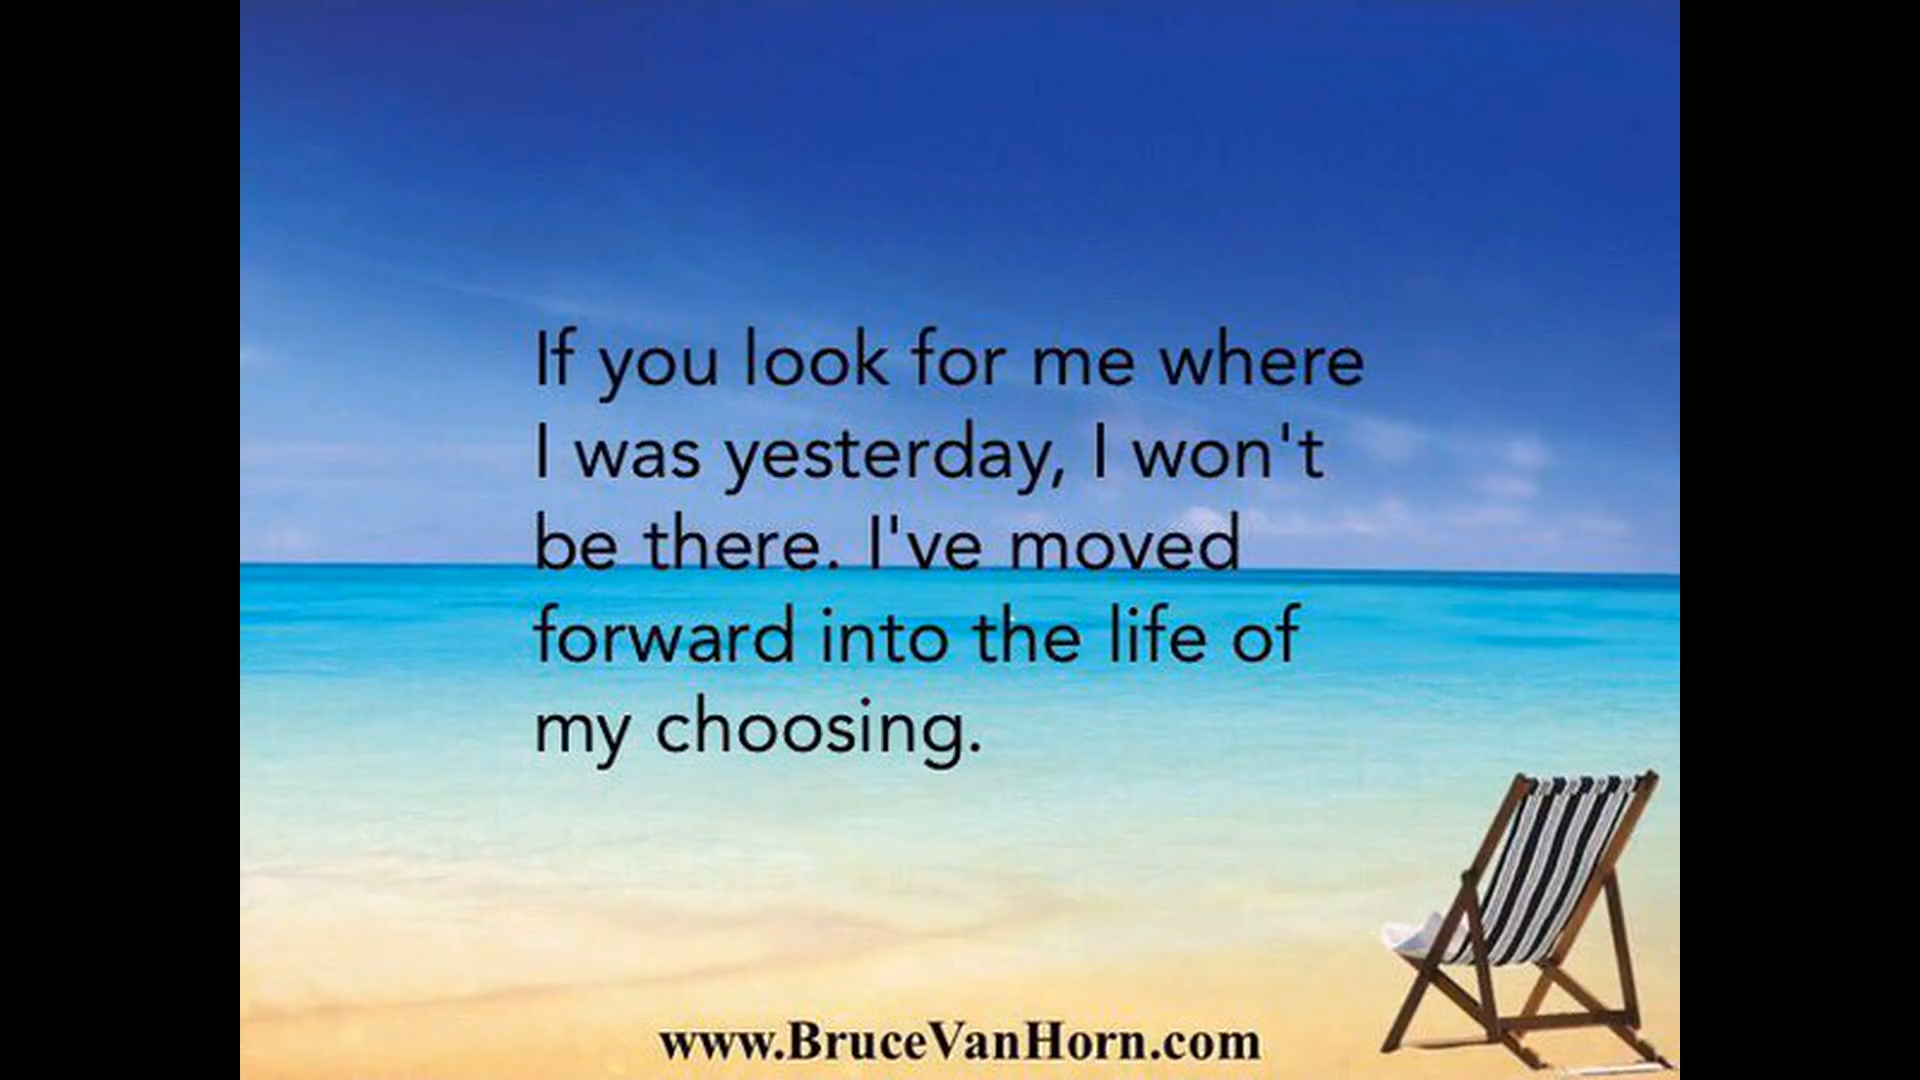 If you look for me where
I was yesterday, I won't
be there. I've moved
forward into the life of
my choosing.
www.BruceVanHorn.com